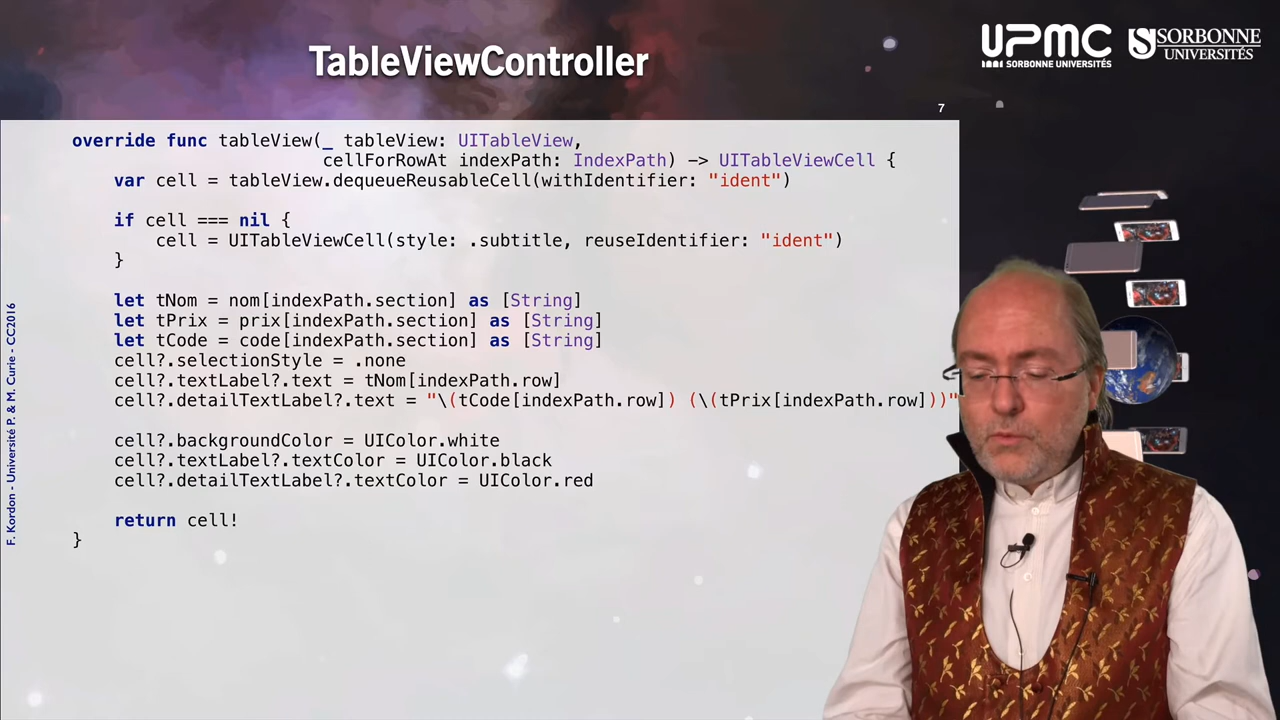 TableViewController
UPMC
SORBONNE UNIVERSITÉS
SORBONNE
UNIVERSITÉS
7
override func tableView(_ tableView: UITableView,
cellForRowAt indexPath: IndexPath) -> UITableViewCell {
var cell = tableView.dequeueReusableCell(withIdentifier: "ident")
if cell === nil {
cell = UITableViewCell(style: .subtitle, reuseIdentifier: "ident")
}
let tNom = nom[indexPath.section] as [String]
let tPrix = prix[indexPath.section] as [String]
let tCode = code[indexPath.section] as [String]
cell?.selectionStyle = .none
cell?.textLabel?.text = tNom[indexPath.row]
cell?.detailTextLabel?.text = "\(tCode[indexPath.row]) (\(tPrix[indexPath.row]))"
cell?.backgroundColor = UIColor.white
cell?.textLabel?.textColor = UIColor.black
cell?.detailTextLabel?.textColor = UIColor.red
return cell!
}
F. Kordon - Université P. & M. Curie - CC2016